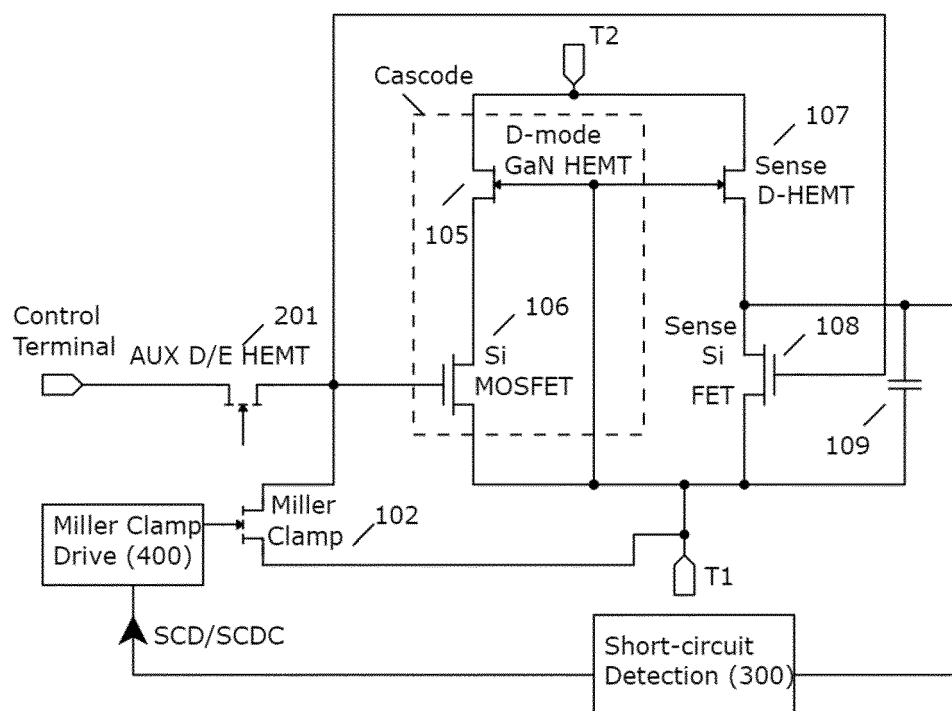 T2
Cascode
107
D-mode
GaN HEMT
Sense
D-HEMT
105
Control
Terminal
201
AUX D/E HEMT
106
Si
MOSFET
Sense
Si
FET
108
109
Miller
Clamp
102
Miller Clamp
Drive (400)
T1
SCD/SCDC
Short-circuit
Detection (300)